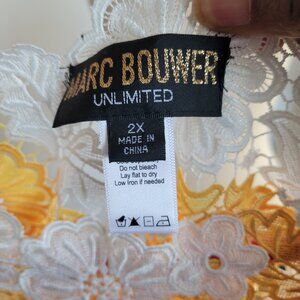 MARC BOUWER
UNLIMITED
2X
MADE IN
CHINA
Do not bleach
Lay flat to dry
Low Iron if needed